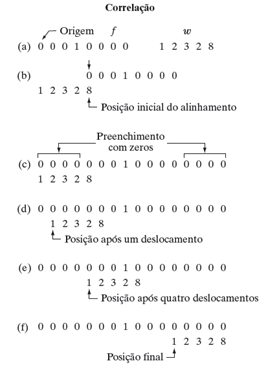 Correlação
Origem f w
(a) 0 0 0 1 0 0 0 0 1 2 3 2 8
(b) 0 0 0 1 0 0 0 0
1 2 3 2 8
Posição inicial do alinhamento
Preenchimento
com zeros
(c) 0 0 0 0 0 0 0 1 0 0 0 0 0 0 0 0
1 2 3 2 8
(d) 0 0 0 0 0 0 0 1 0 0 0 0 0 0 0 0
1 2 3 2 8
Posição após um deslocamento
(e) 0 0 0 0 0 0 0 1 0 0 0 0 0 0 0 0
1 2 3 2 8
Posição após quatro deslocamentos
(f) 0 0 0 0 0 0 0 1 0 0 0 0 0 0 0 0
1 2 3 2 8
Posição final